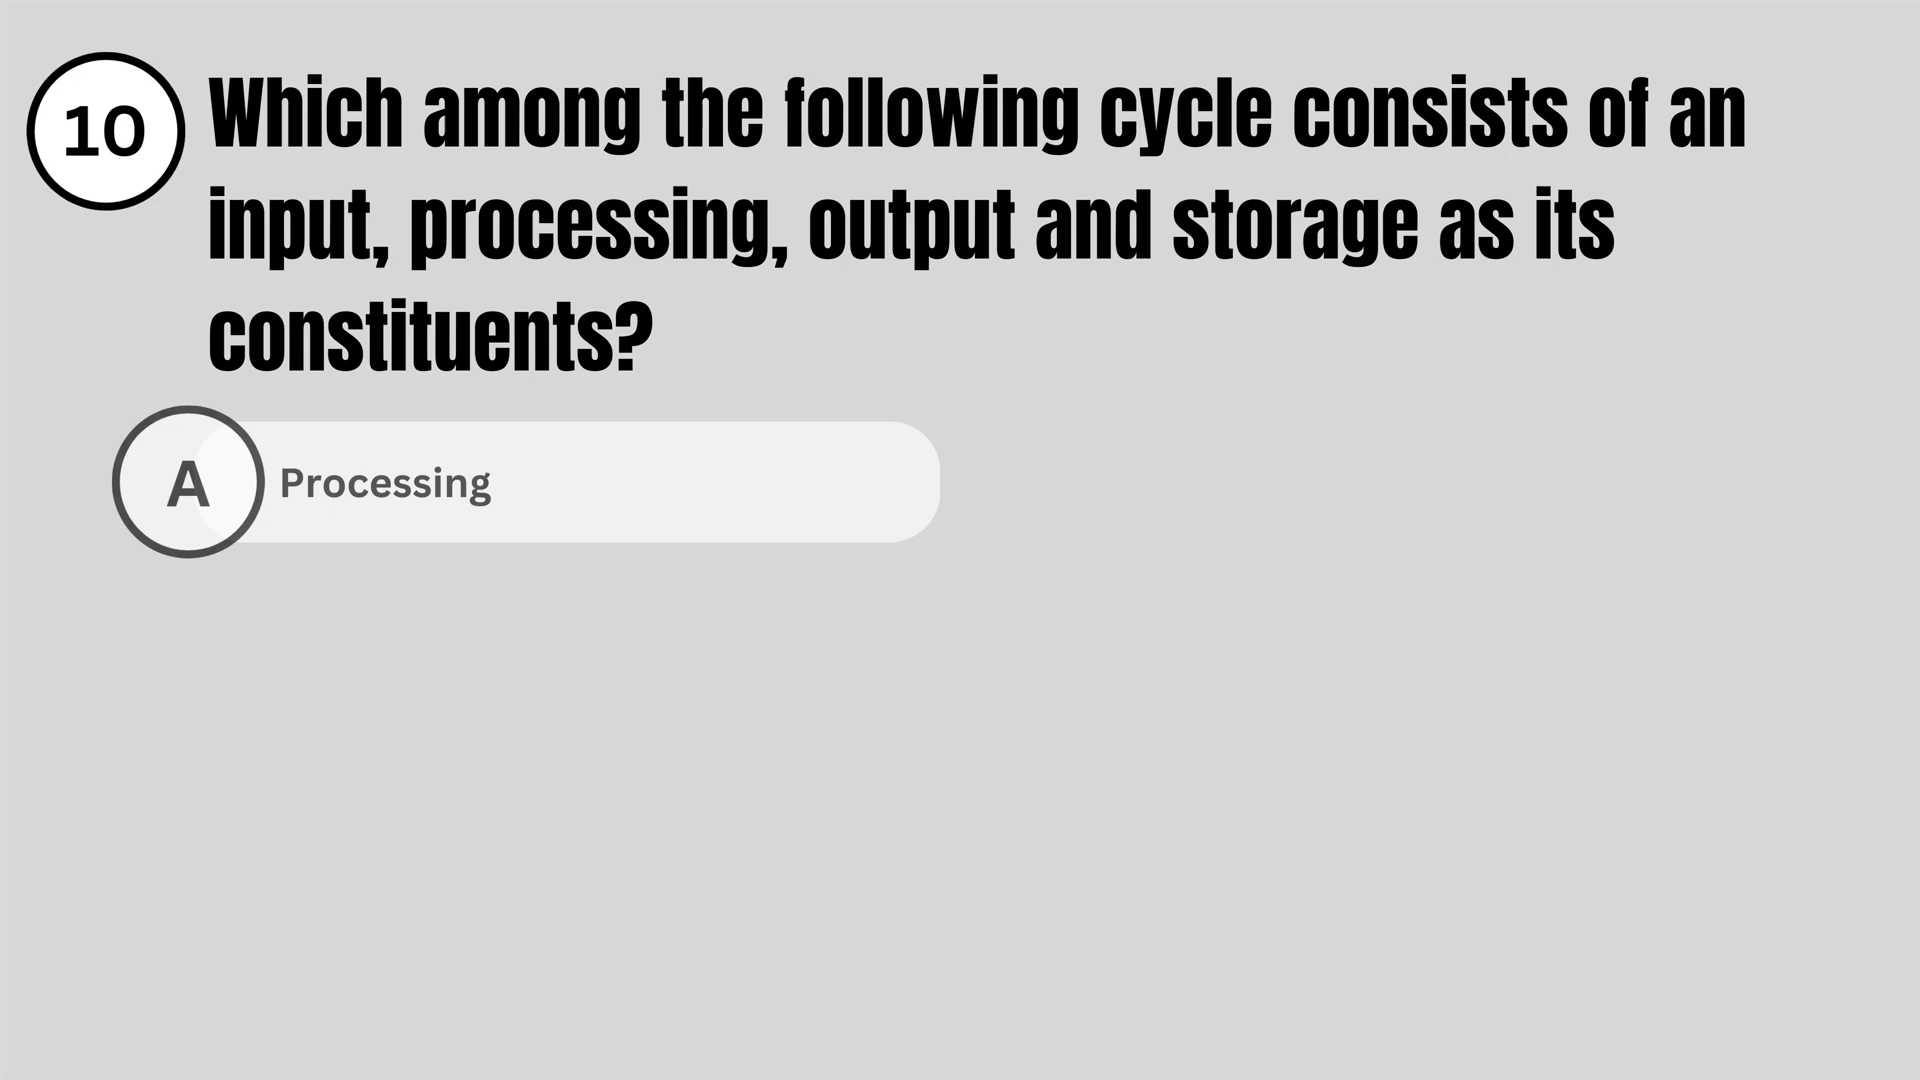 10
Which among the following cycle consists of an
input, processing, output and storage as its
constituents?
A
Processing